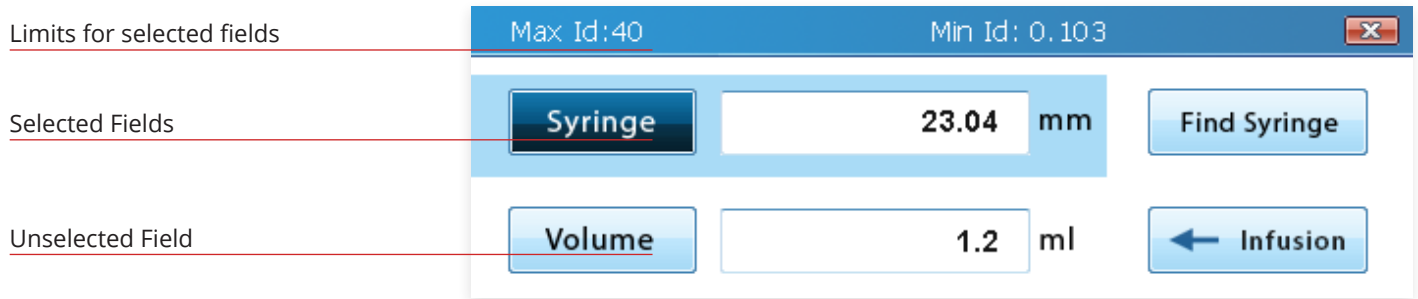 Limits for selected fields
Max Id:40 Min Id: 0.103
Selected Fields
Syringe 23.04 mm Find Syringe
Unselected Field
Volume 1.2 ml Infusion